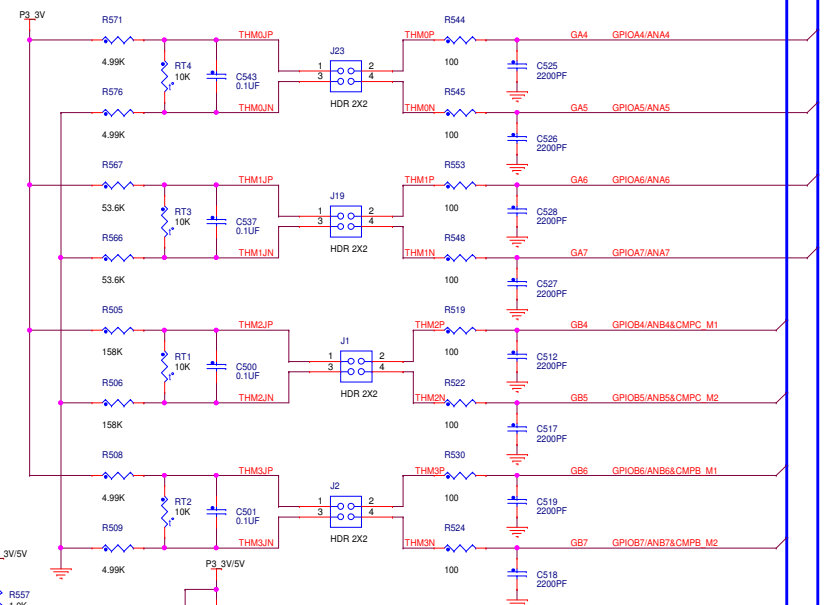 P3_3V
R571
4.99K
THM0JP
RT4
10K
t°
C543
0.1UF
J23
1 2
3 4
HDR 2X2
THM0P
R544
100
GA4 GPIOA4/ANA4
C525
2200PF
R576
4.99K
THM0JN
THM0N
R545
100
GA5 GPIOA5/ANA5
C526
2200PF
R567
53.6K
THM1JP
RT3
10K
t°
C537
0.1UF
J19
1 2
3 4
HDR 2X2
THM1P
R553
100
GA6 GPIOA6/ANA6
C528
2200PF
R566
53.6K
THM1JN
THM1N
R548
100
GA7 GPIOA7/ANA7
C527
2200PF
R505
158K
THM2JP
RT1
10K
t°
C500
0.1UF
J1
1 2
3 4
HDR 2X2
THM2P
R519
100
GB4 GPIOB4/ANB4&CMPC_M1
C512
2200PF
R506
158K
THM2JN
THM2N
R522
100
GB5 GPIOB5/ANB5&CMPC_M2
C517
2200PF
R508
4.99K
THM3JP
RT2
10K
t°
C501
0.1UF
J2
1 2
3 4
HDR 2X2
THM3P
R530
100
GB6 GPIOB6/ANB6&CMPB_M1
C519
2200PF
R509
4.99K
THM3JN
THM3N
R524
100
GB7 GPIOB7/ANB7&CMPB_M2
C518
2200PF
_3V/5V
P3_3V/5V
R557